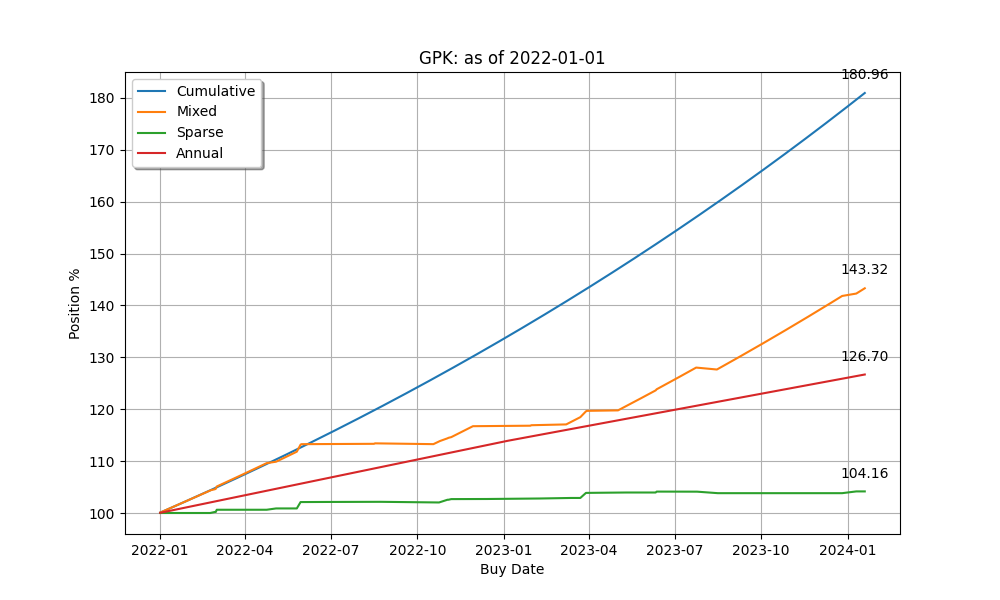 GPK: as of 2022-01-01
180.96
Cumulative
Mixed
Sparse
Annual
143.32
126.70
104.16
Position %
180
170
160
150
140
130
120
110
100
2022-01 2022-04 2022-07 2022-10 2023-01 2023-04 2023-07 2023-10 2024-01
Buy Date